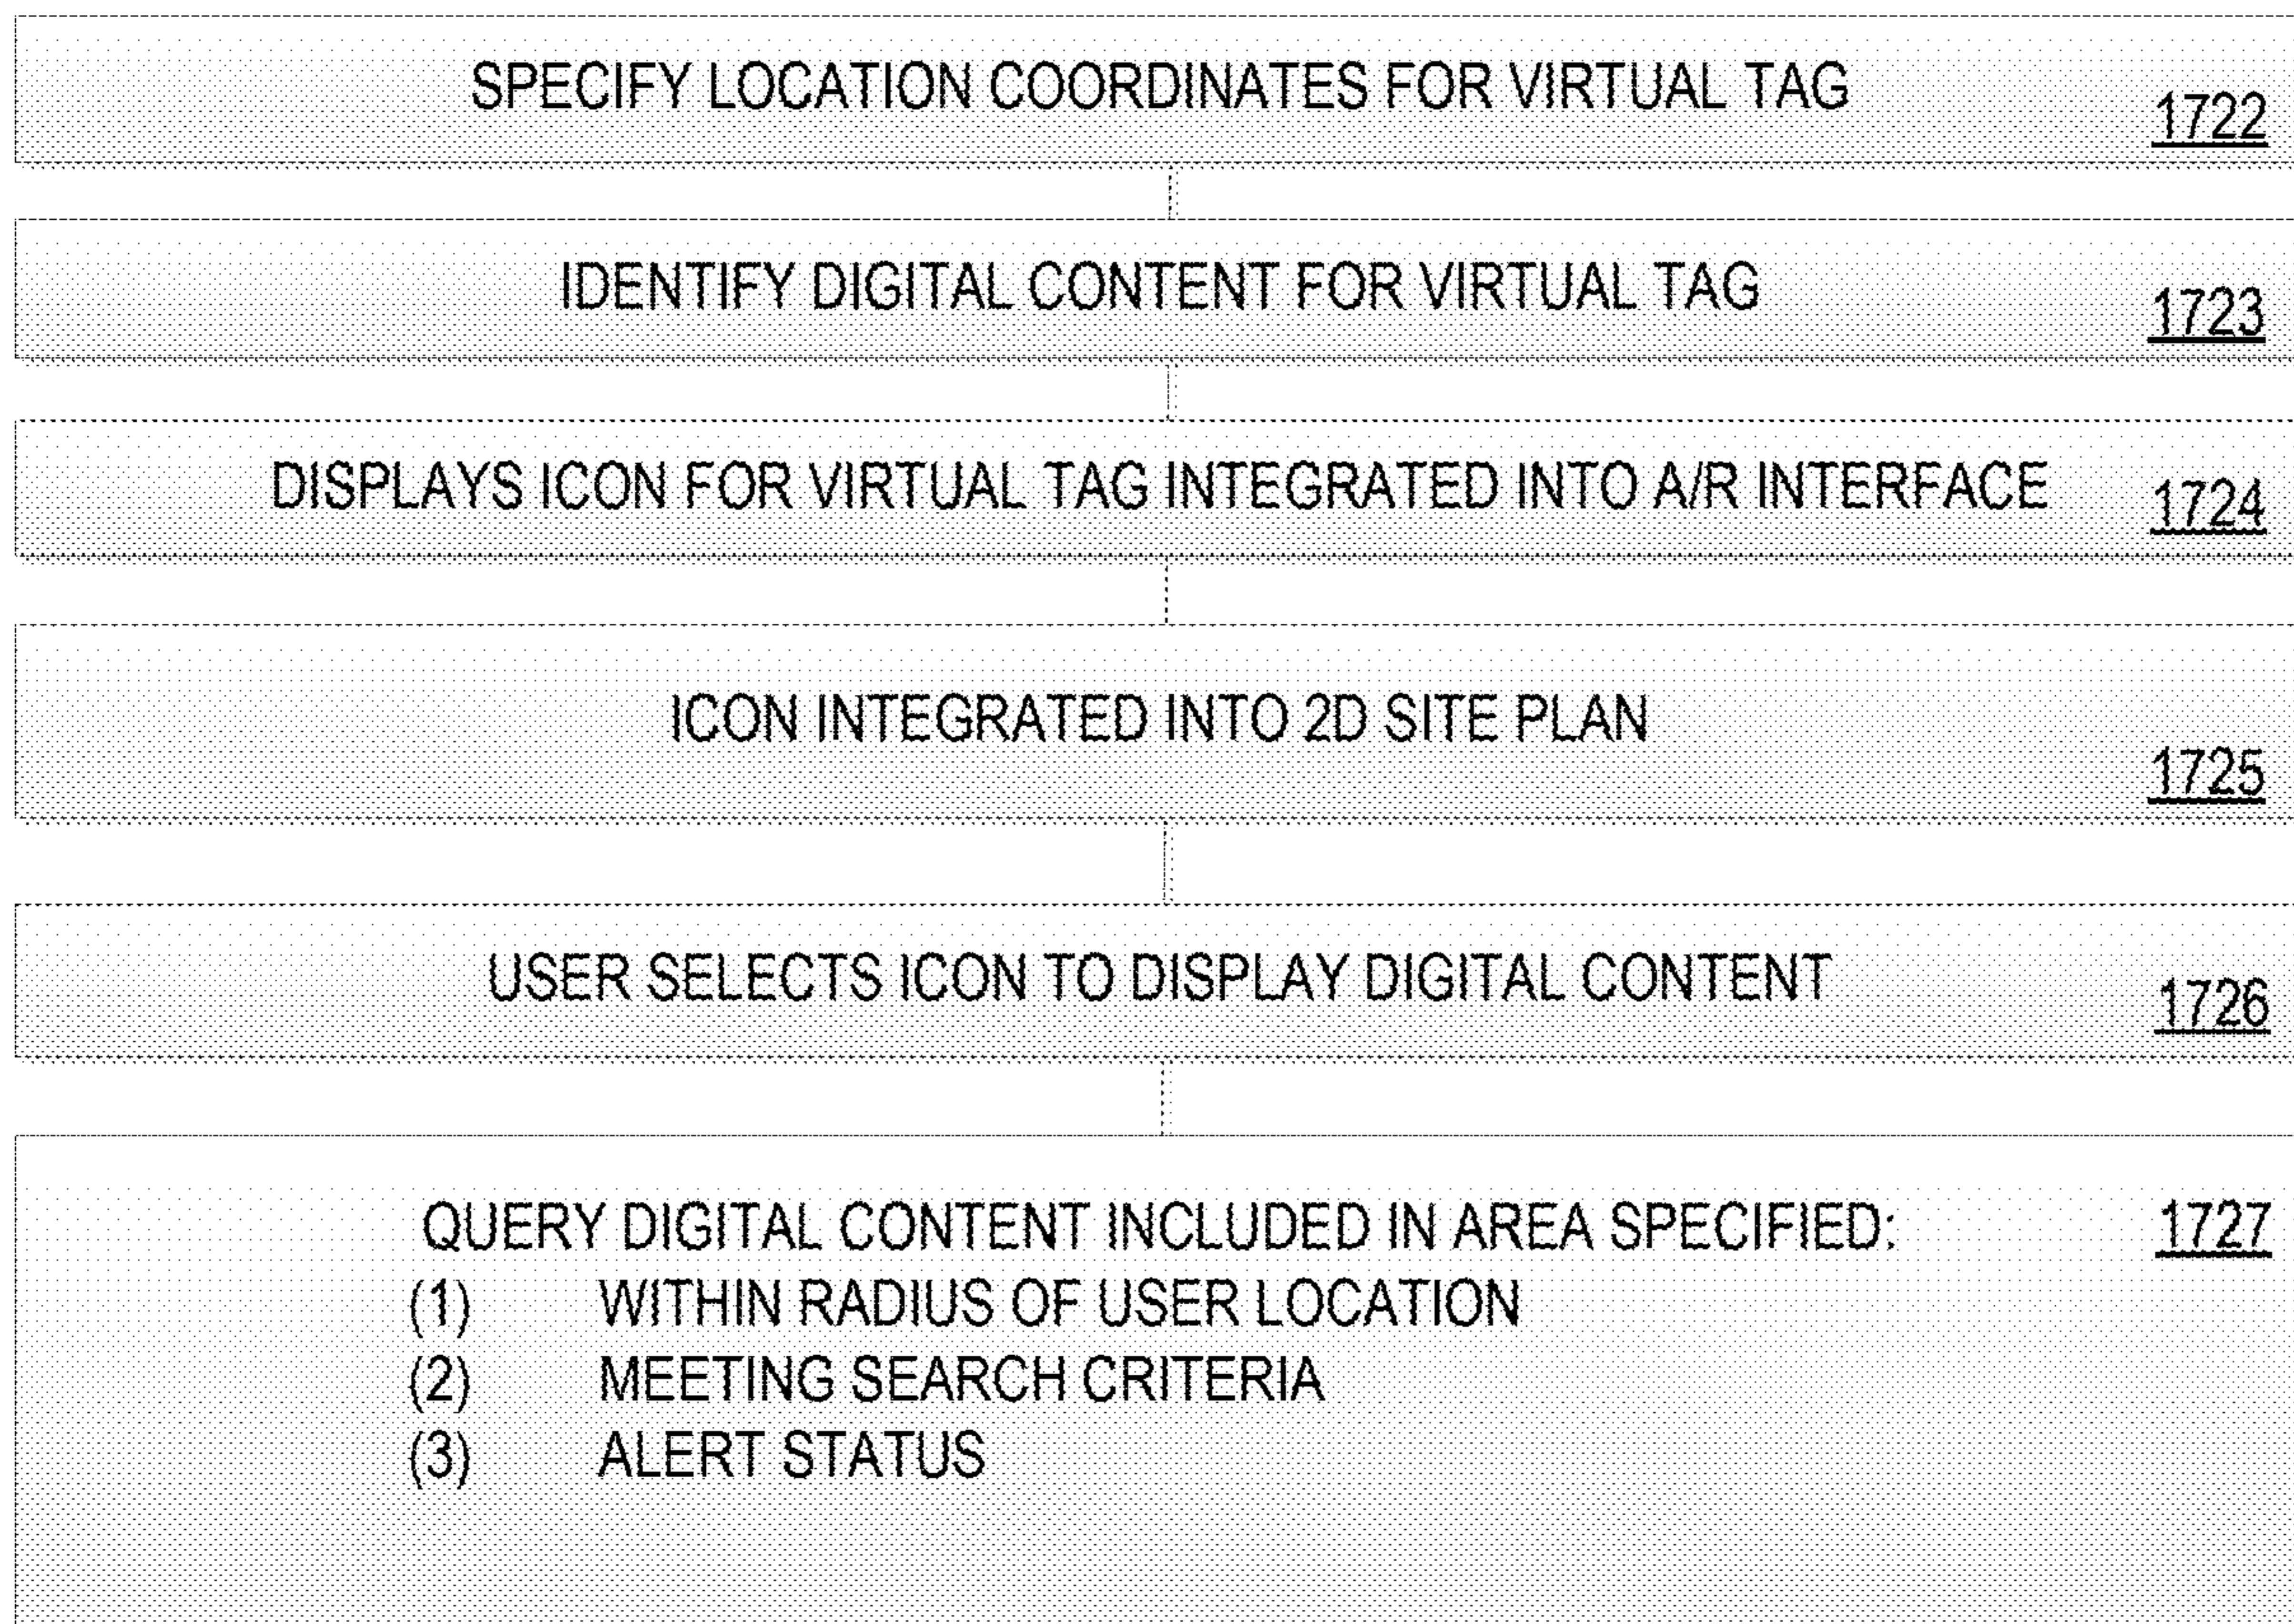 SPECIFY LOCATION COORDINATES FOR VIRTUAL TAG
1722
IDENTIFY DIGITAL CONTENT FOR VIRTUAL TAG
1723
DISPLAYS ICON FOR VIRTUAL TAG INTEGRATED INTO A/R INTERFACE
1724
ICON INTEGRATED INTO 2D SITE PLAN
1725
USER SELECTS ICON TO DISPLAY DIGITAL CONTENT
1726
QUERY DIGITAL CONTENT INCLUDED IN AREA SPECIFIED:
1727
(1) WITHIN RADIUS OF USER LOCATION
(2) MEETING SEARCH CRITERIA
(3) ALERT STATUS